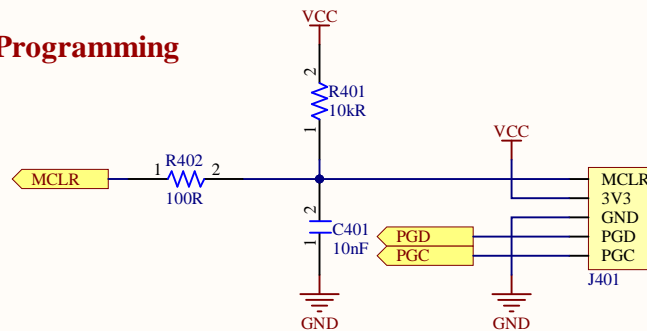 VCC
Programming
2
R401
10kR
1
VCC
R402
MCLR
1
2
100R
MCLR
3V3
2
GND
C401
PGD
PGD
1
10nF
PGC
PGC
J401
GND
GND